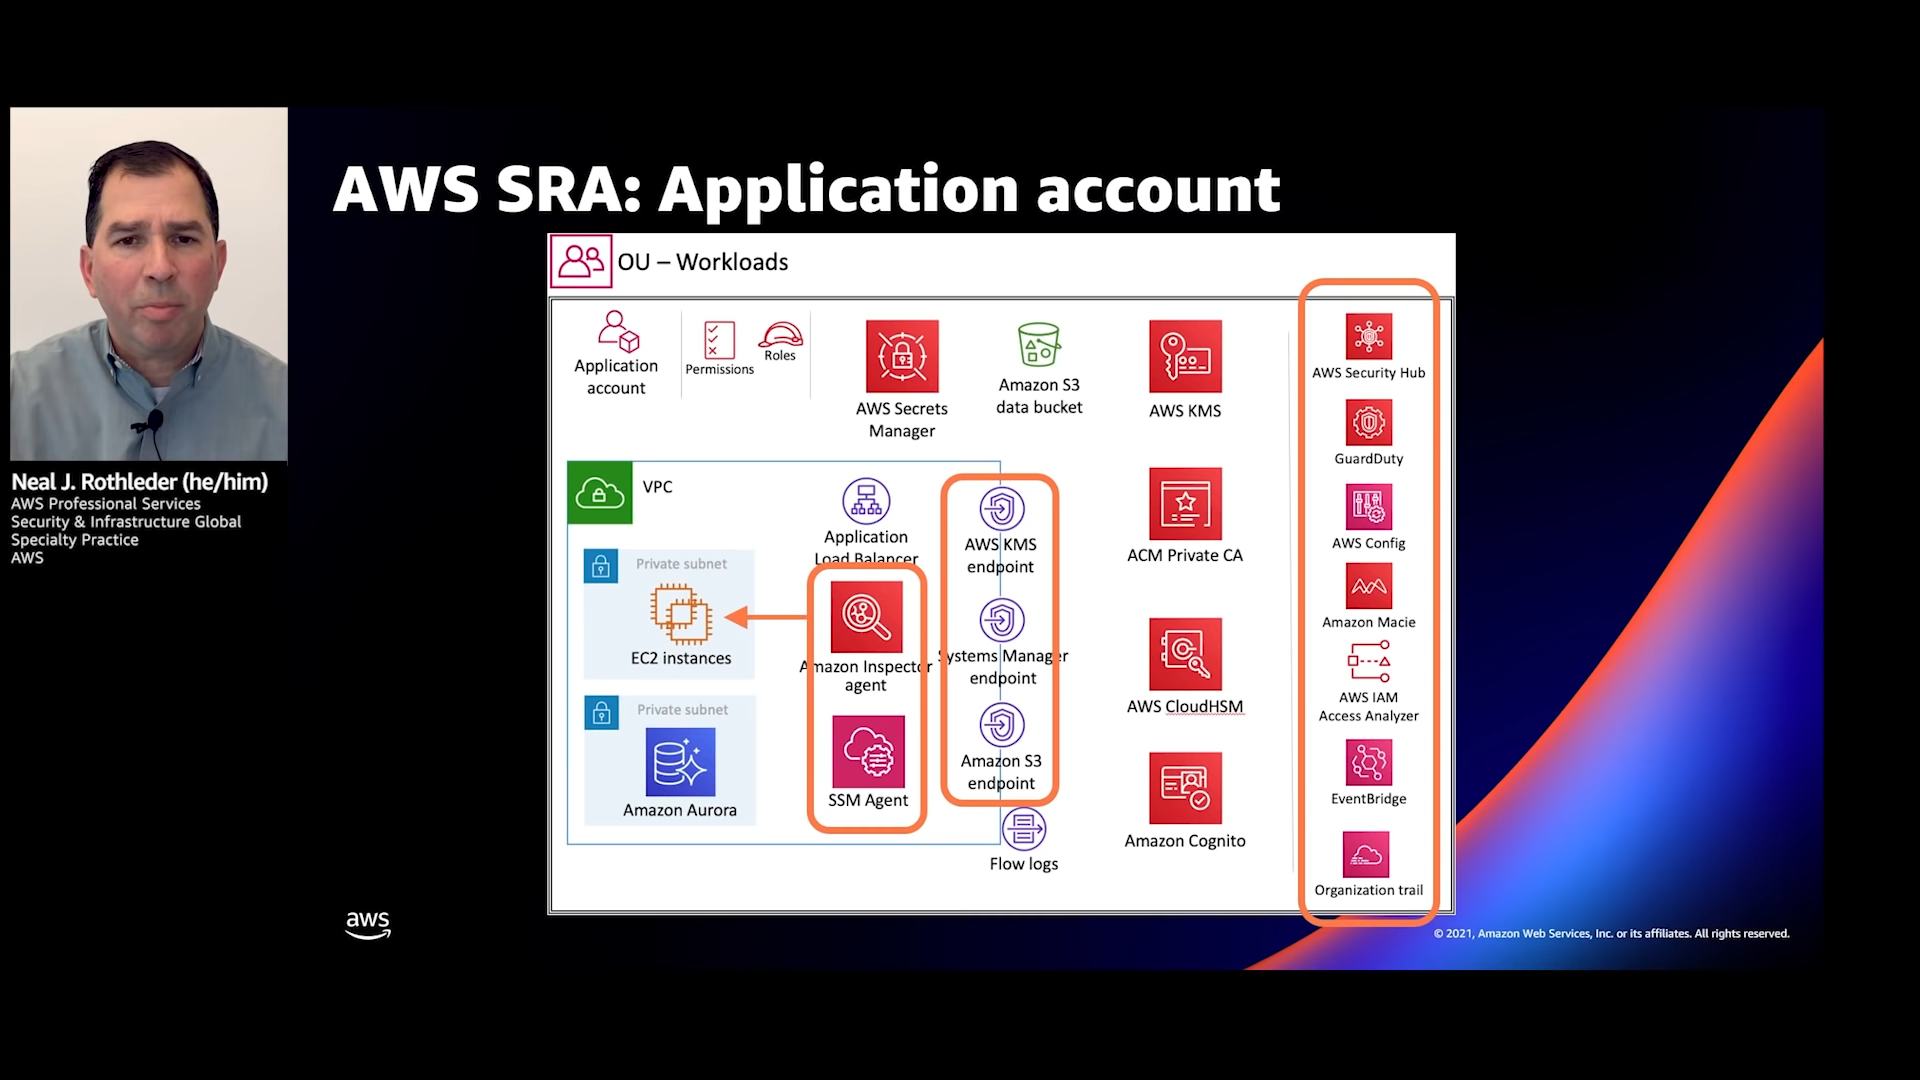 AWS SRA: Application account
Neal J. Rothleder (he/him)
AWS Professional Services
Security & Infrastructure Global
Specialty Practice
AWS
OU – Workloads
Application
account
Permissions
Roles
AWS Secrets
Manager
Amazon S3
data bucket
AWS KMS
VPC
Private subnet
EC2 instances
Private subnet
Amazon Aurora
Application
Load Balancer
Amazon Inspector
agent
SSM Agent
AWS KMS
endpoint
Systems Manager
endpoint
Amazon S3
endpoint
Flow logs
ACM Private CA
AWS CloudHSM
Amazon Cognito
AWS Security Hub
GuardDuty
AWS Config
Amazon Macie
AWS IAM
Access Analyzer
EventBridge
Organization trail
aws
© 2021, Amazon Web Services, Inc. or its affiliates. All rights reserved.